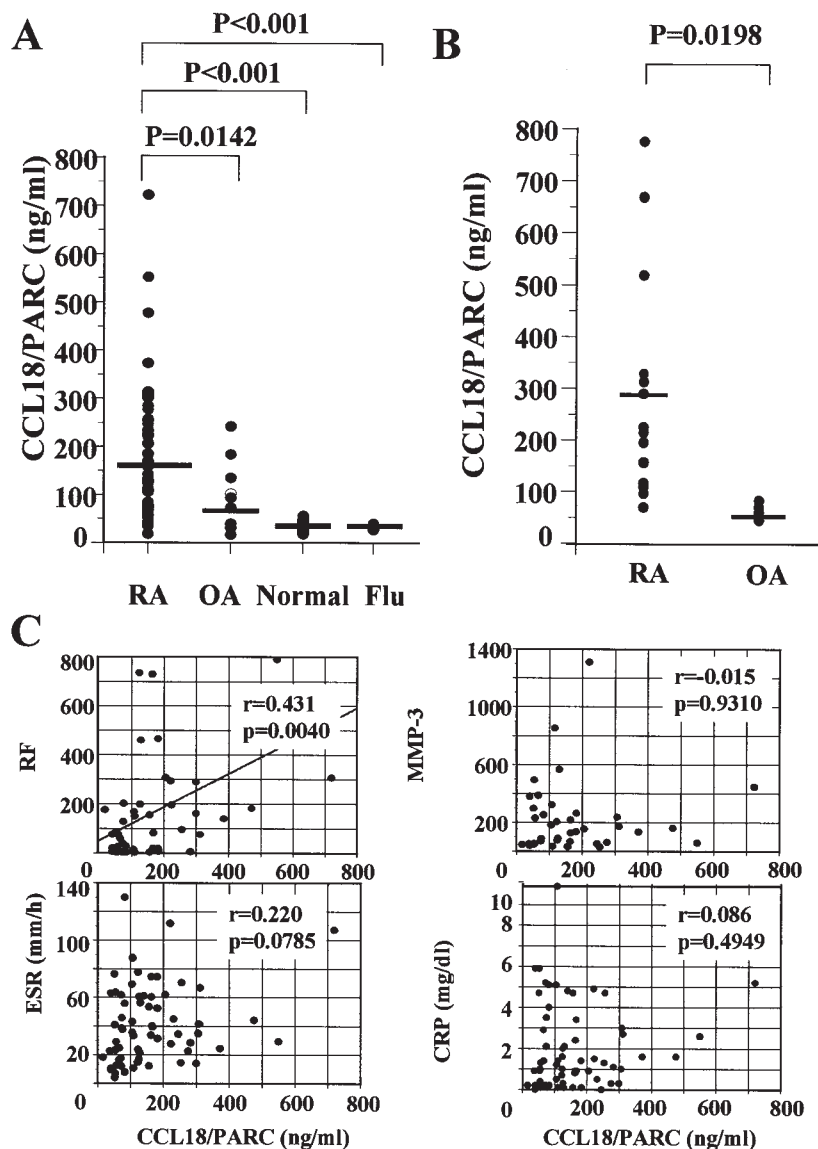 A
P<0.001
P<0.001
P=0.0142
CCL18/PARC (ng/ml)
800
700
600
500
400
300
200
100
0
RA OA Normal Flu
B
P=0.0198
CCL18/PARC (ng/ml)
800
700
600
500
400
300
200
100
0
RA OA
C
RF
800
600
400
200
0 200 400 600 800
r=0.431
p=0.0040
MMP-3
1400
1000
600
200
0 200 400 600 800
r=-0.015
p=0.9310
ESR (mm/h)
140
100
60
20
0 200 400 600 800
r=0.220
p=0.0785
CCL18/PARC (ng/ml)
CRP (mg/dl)
10
8
6
5
4
2
1
0 200 400 600 800
r=0.086
p=0.4949
CCL18/PARC (ng/ml)